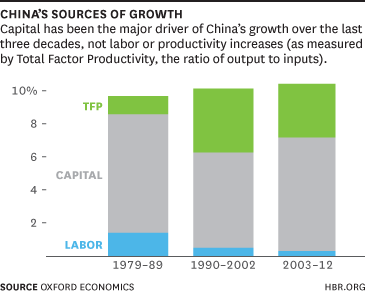 CHINA'S SOURCES OF GROWTH
Capital has been the major driver of China's growth over the last
three decades, not labor or productivity increases (as measured
by Total Factor Productivity, the ratio of output to inputs).
10%
TFP
8
6
CAPITAL
4
2
LABOR
1979–89 1990–2002 2003–12
SOURCE OXFORD ECONOMICS HBR.ORG